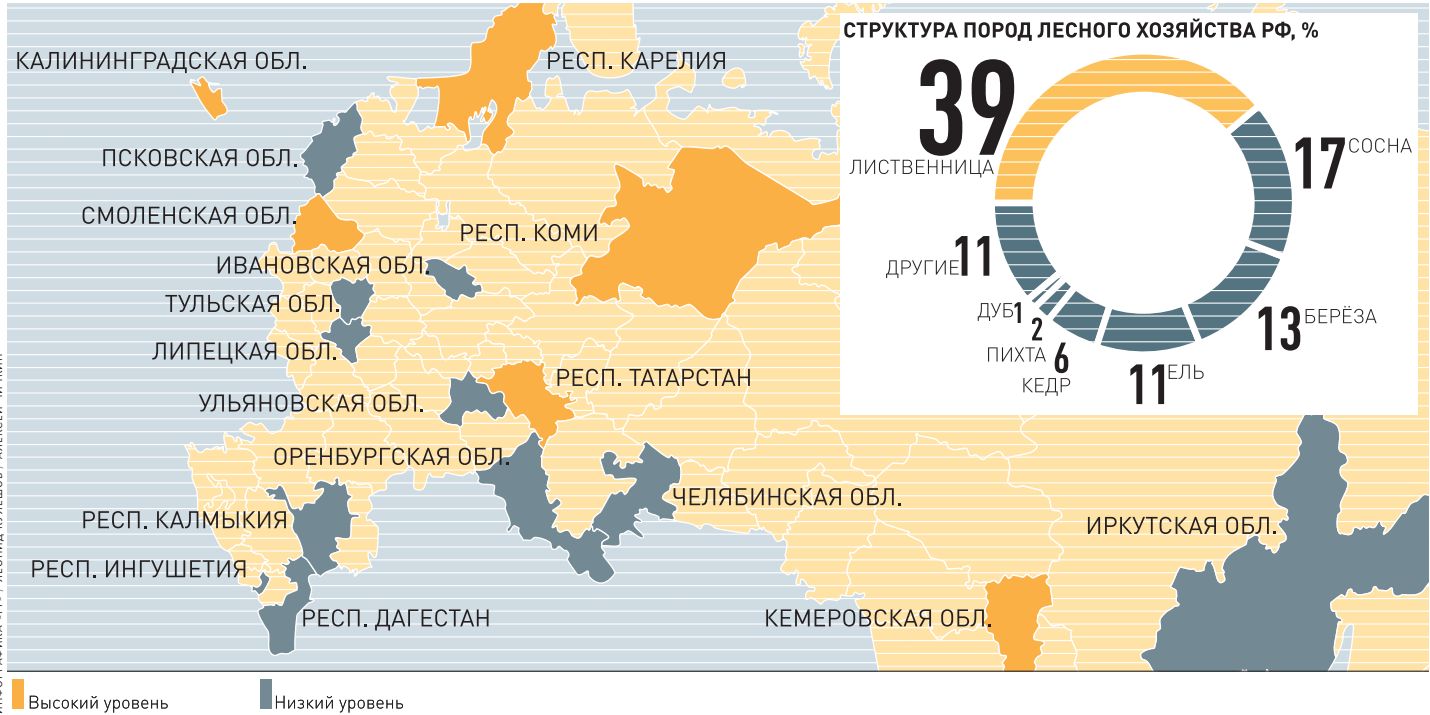 КАЛИНИНГРАДСКАЯ ОБЛ.
РЕСП. КАРЕЛИЯ
ПСКОВСКАЯ ОБЛ.
СМОЛЕНСКАЯ ОБЛ.
РЕСП. КОМИ
ИВАНОВСКАЯ ОБЛ.
ТУЛЬСКАЯ ОБЛ.
ЛИПЕЦКАЯ ОБЛ.
РЕСП. ТАТАРСТАН
УЛЬЯНОВСКАЯ ОБЛ.
ОРЕНБУРГСКАЯ ОБЛ.
ЧЕЛЯБИНСКАЯ ОБЛ.
РЕСП. КАЛМЫКИЯ
ИРКУТСКАЯ ОБЛ.
РЕСП. ИНГУШЕТИЯ
РЕСП. ДАГЕСТАН
КЕМЕРОВСКАЯ ОБЛ.
СТРУКТУРА ПОРОД ЛЕСНОГО ХОЗЯЙСТВА РФ, %
39
ЛИСТВЕННИЦА
17 СОСНА
13 БЕРЁЗА
11 ЕЛЬ
6
КЕДР
2
ПИХТА
ДУБ 1
ДРУГИЕ 11
Высокий уровень
Низкий уровень